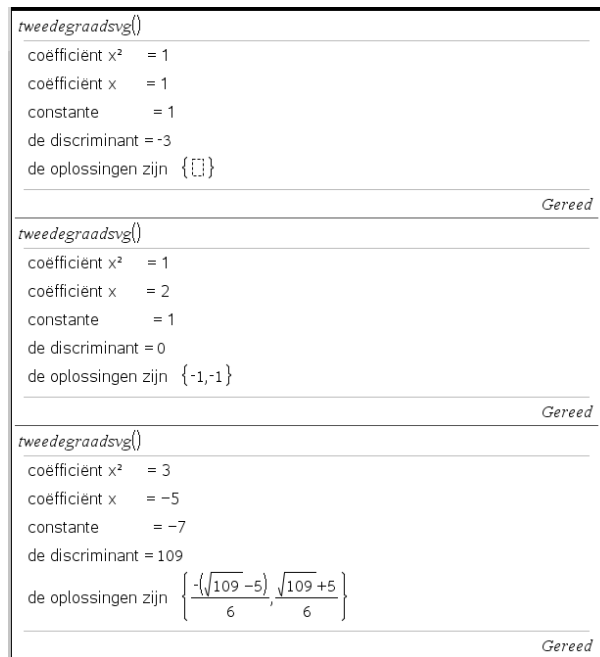 tweedegraadsvg()
coëfficiënt x² = 1
coëfficiënt x = 1
constante = 1
de discriminant = -3
de oplossingen zijn {[]}
Gereed
tweedegraadsvg()
coëfficiënt x² = 1
coëfficiënt x = 2
constante = 1
de discriminant = 0
de oplossingen zijn {-1,-1}
Gereed
tweedegraadsvg()
coëfficiënt x² = 3
coëfficiënt x = −5
constante = −7
de discriminant = 109
de oplossingen zijn {-(√109 -5)/6, √109 +5/6}
Gereed